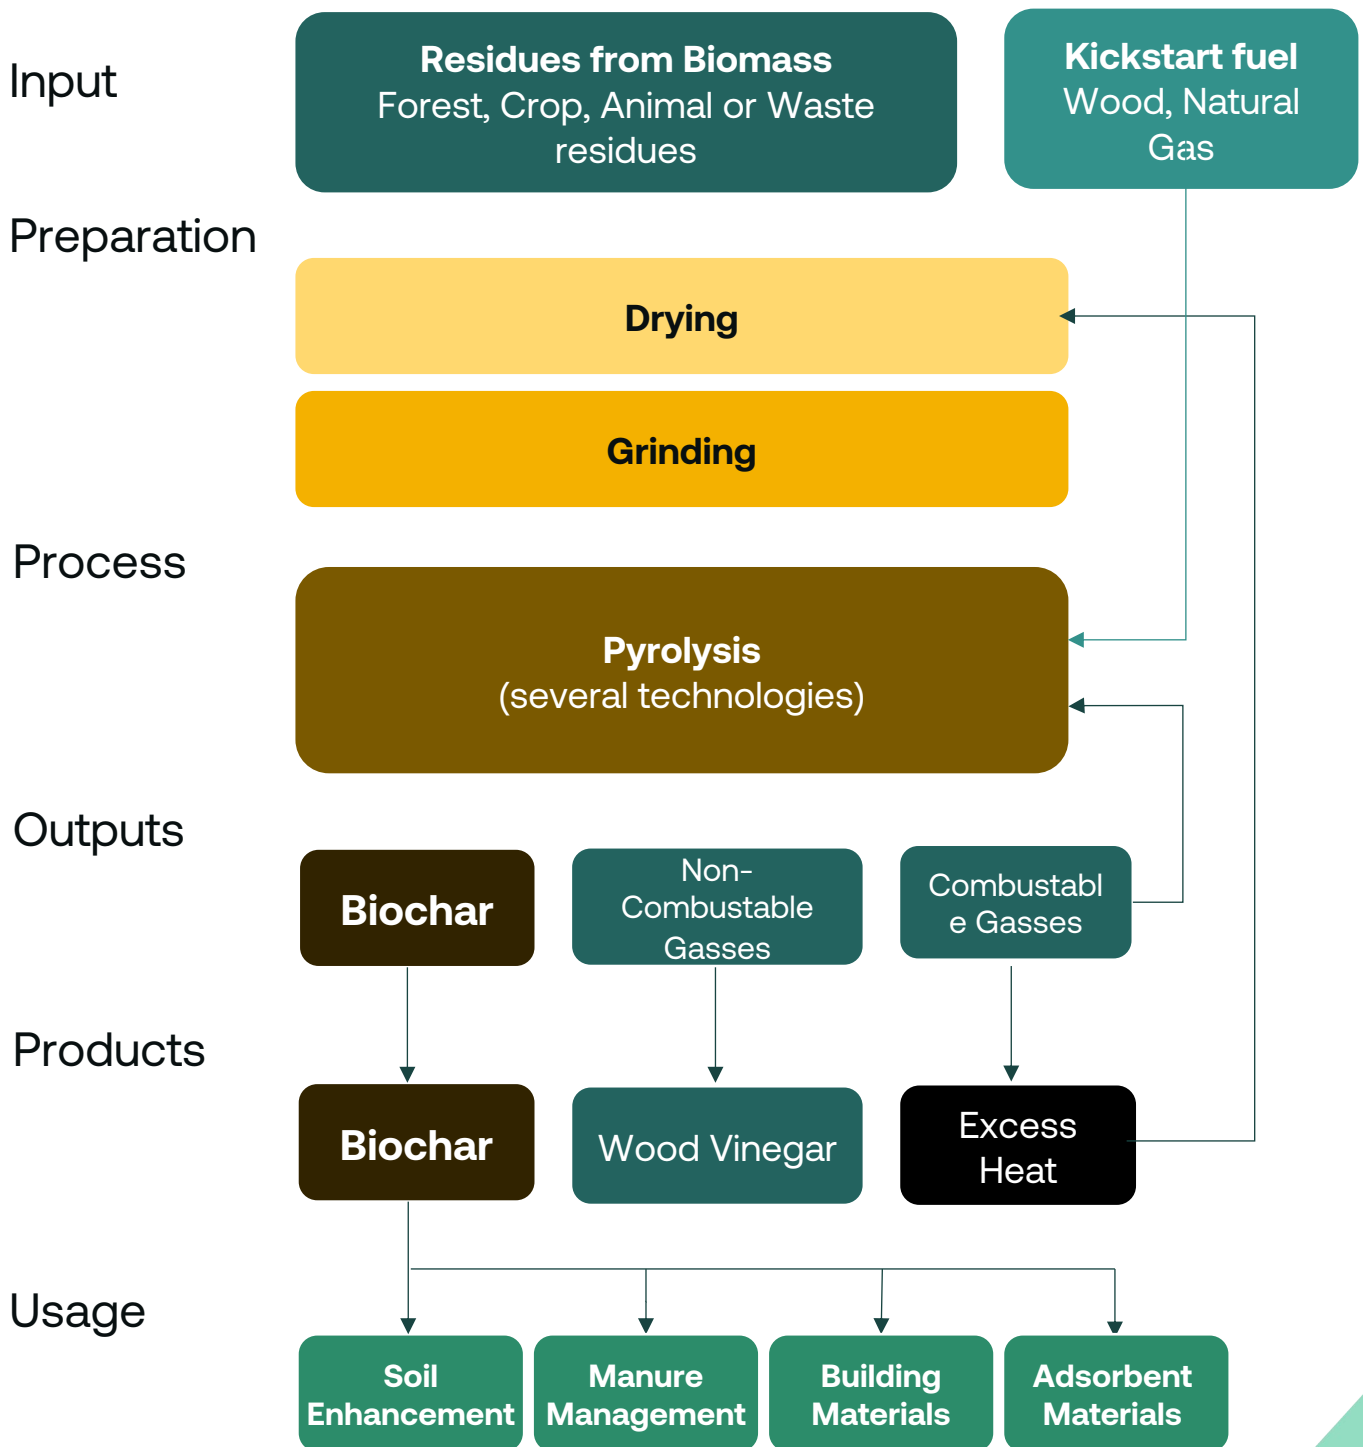 Input
Residues from Biomass
Forest, Crop, Animal or Waste
residues
Kickstart fuel
Wood, Natural
Gas
Preparation
Drying
Grinding
Process
Pyrolysis
(several technologies)
Outputs
Biochar
Non-
Combustable
Gasses
Combustabl
e Gasses
Products
Biochar
Wood Vinegar
Excess
Heat
Usage
Soil
Enhancement
Manure
Management
Building
Materials
Adsorbent
Materials